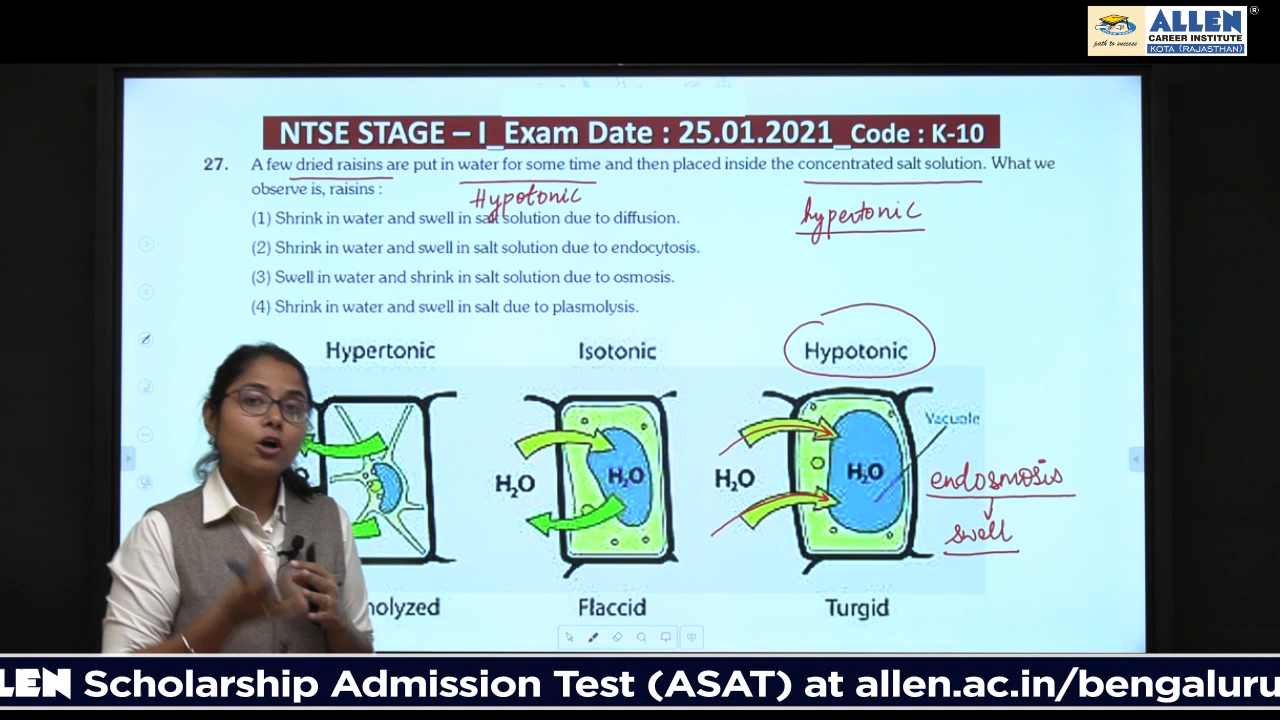 ALLEN
CAREER INSTITUTE
KOTA (RAJASTHAN)
path to success
®
NTSE STAGE – I_Exam Date : 25.01.2021_Code : K-10
27. A few dried raisins are put in water for some time and then placed inside the concentrated salt solution. What we
observe is, raisins :
Hypotonic
hypertonic
(1) Shrink in water and swell in salt solution due to diffusion.
(2) Shrink in water and swell in salt solution due to endocytosis.
(3) Swell in water and shrink in salt solution due to osmosis.
(4) Shrink in water and swell in salt due to plasmolysis.
Hypertonic Isotonic Hypotonic
Vacuole
H₂O H₂O H₂O H₂O
endosmosis
swell
nolyzed Flaccid Turgid
LEN Scholarship Admission Test (ASAT) at allen.ac.in/bengaluru